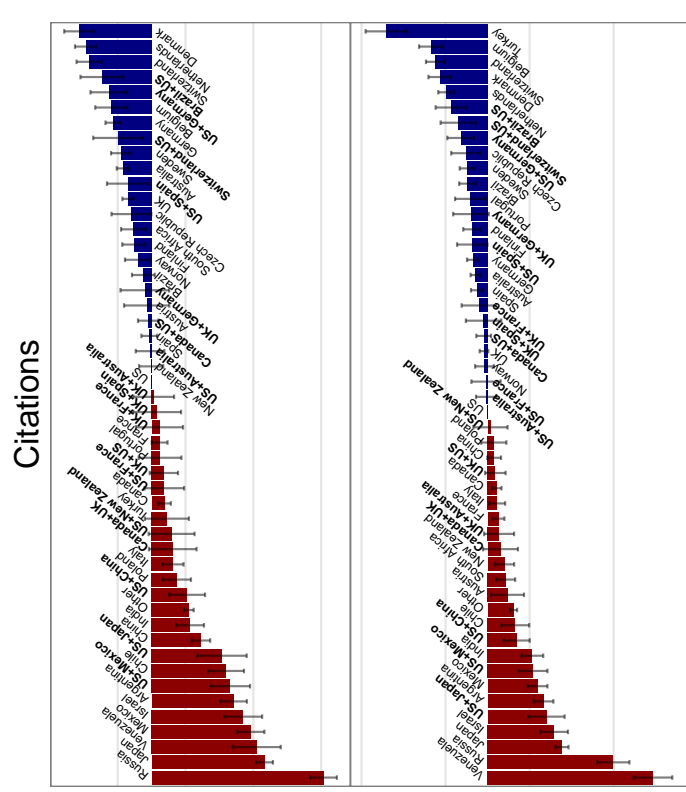 Citations
Denmark
Netherlands
Switzerland
Brazil+US
US+Germany
Belgium
Germany
Switzerland+US
Sweden
Australia
US+Spain
UK
Czech Republic
South Africa
Finland
Norway
Brazil
UK+Germany
Austria
Canada+US
Spain
US+Australia
New Zealand
US
UK+Australia
UK+Spain
UK+France
France
Portugal
UK+US
US+France
Canada
Turkey
US+New Zealand
Canada+UK
Italy
Poland
US+China
Other
India
China
US+Japan
Chile
US+Mexico
Argentina
Israel
Mexico
Venezuela
Japan
Russia
Turkey
Belgium
Switzerland
Denmark
Netherlands
Brazil+US
Switzerland+US
US+Germany
Czech Republic
Sweden
Brazil
Portugal
UK+Germany
Finland
US+Spain
Germany
Australia
Spain
UK+France
UK+Spain
Canada+US
UK
Norway
US+France
US+Australia
US
US+New Zealand
Poland
China
UK+US
Canada
Italy
France
UK+Australia
Canada+UK
New Zealand
South Africa
Austria
Other
Chile
US+China
India
US+Mexico
Mexico
Argentina
US+Japan
Israel
Japan
Russia
Venezuela